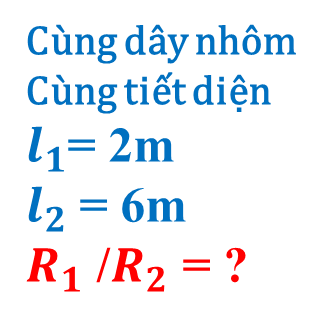 Cùng dây nhôm
Cùng tiết diện
l₁= 2m
l₂ = 6m
R₁ /R₂ = ?